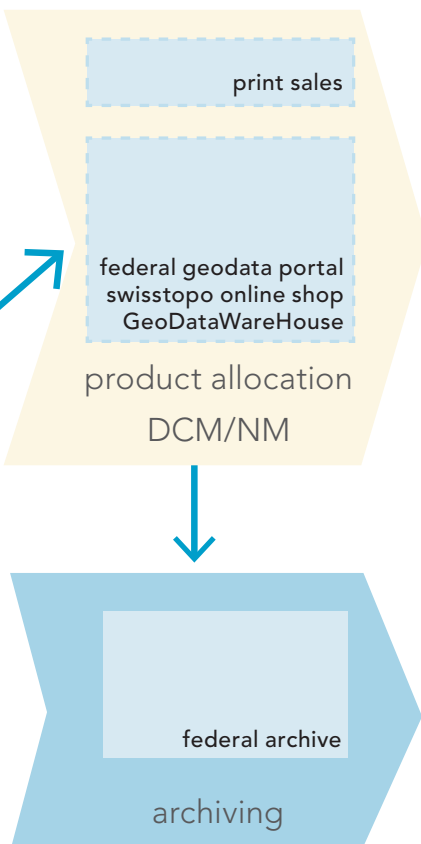 print sales
federal geodata portal
swisstopo online shop
GeoDataWareHouse
product allocation
DCM/NM
federal archive
archiving